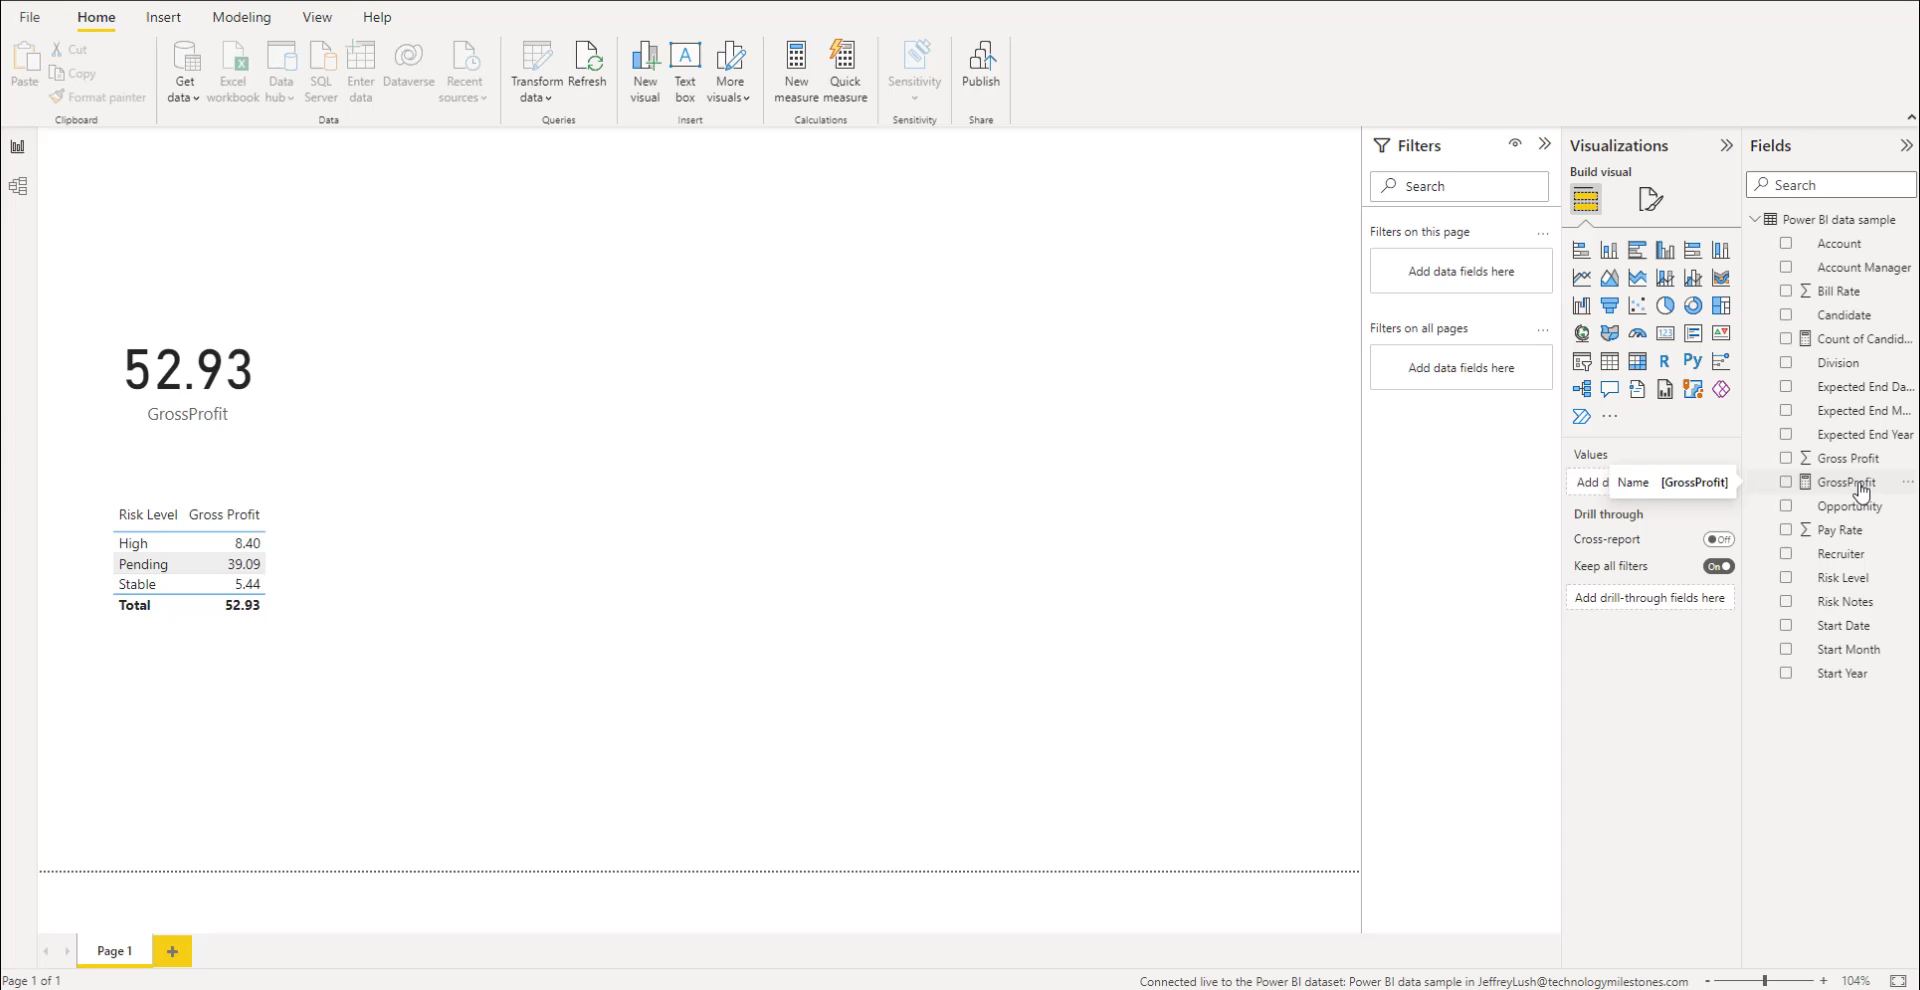 File Home Insert Modeling View Help
Paste
Cut
Copy
Format painter
Clipboard
Get data
Excel workbook
Data hub
SQL Server
Enter data
Dataverse
Recent sources
Data
Transform data
Refresh
Queries
New visual
Text box
More visuals
Insert
New measure
Quick measure
Calculations
Sensitivity
Sensitivity
Publish
Share
52.93
GrossProfit
Risk Level Gross Profit
High 8.40
Pending 39.09
Stable 5.44
Total 52.93
Filters
Search
Filters on this page ...
Add data fields here
Filters on all pages ...
Add data fields here
Visualizations
Build visual
123
R Py
...
Values
Add d
Name [GrossProfit]
Drill through
Cross-report Off
Keep all filters On
Add drill-through fields here
Fields
Search
Power BI data sample
Account
Account Manager
Bill Rate
Candidate
Count of Candid...
Division
Expected End Da...
Expected End M...
Expected End Year
Gross Profit
GrossProfit ...
Opportunity
Pay Rate
Recruiter
Risk Level
Risk Notes
Start Date
Start Month
Start Year
Page 1 +
Page 1 of 1
Connected live to the Power BI dataset: Power BI data sample in JeffreyLush@technologymilestones.com - + 104%